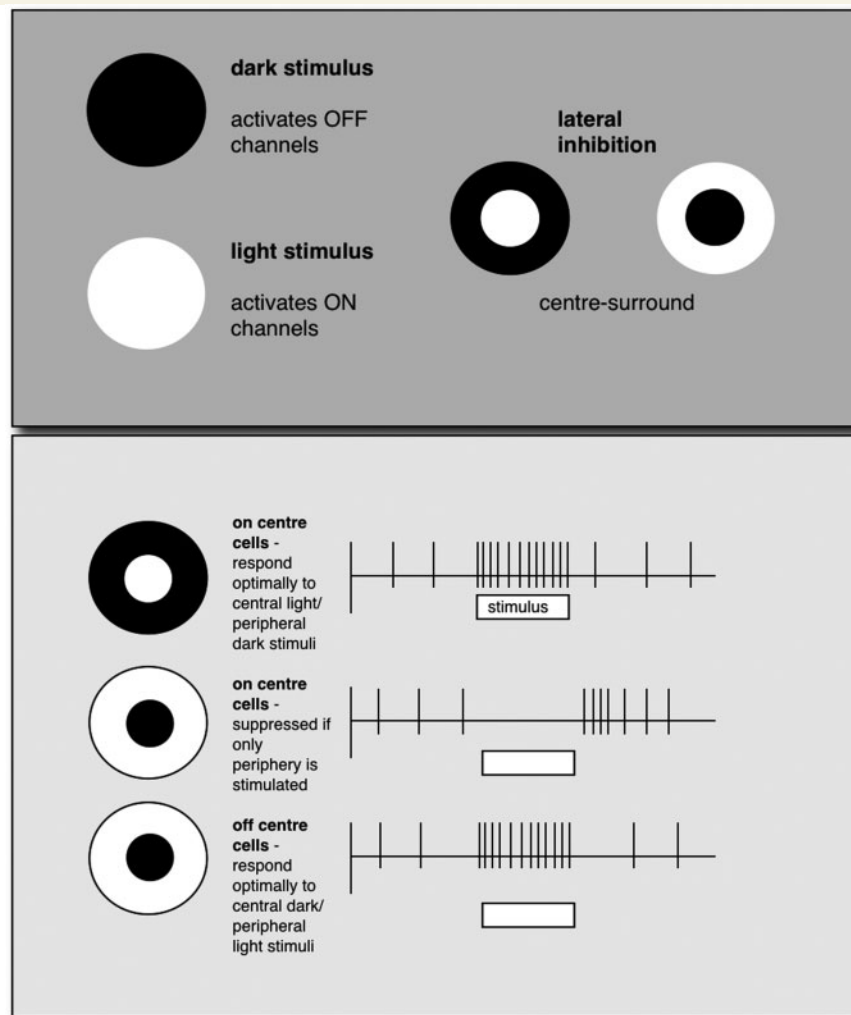 dark stimulus
activates OFF
channels
lateral
inhibition
light stimulus
activates ON
channels
centre-surround
on centre
cells -
respond
optimally to
central light/
peripheral
dark stimuli
stimulus
on centre
cells -
suppressed if
only
periphery is
stimulated
off centre
cells -
respond
optimally to
central dark/
peripheral
light stimuli